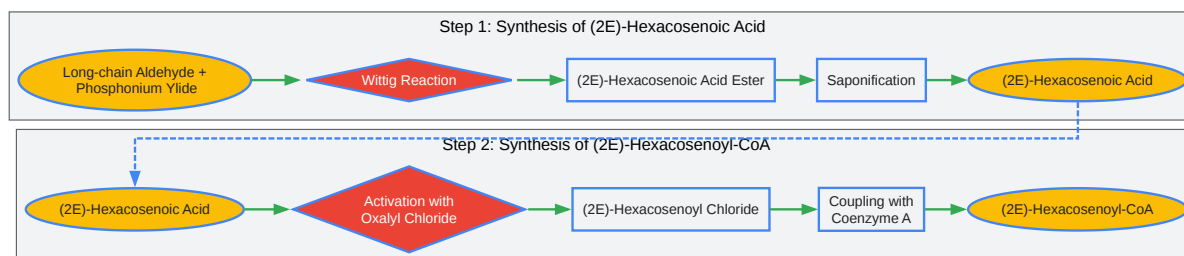 Step 1: Synthesis of (2E)-Hexacosenoic Acid
Long-chain Aldehyde +
Phosphonium Ylide
Wittig Reaction
(2E)-Hexacosenoic Acid Ester
Saponification
(2E)-Hexacosenoic Acid
Step 2: Synthesis of (2E)-Hexacosenoyl-CoA
(2E)-Hexacosenoic Acid
Activation with
Oxalyl Chloride
(2E)-Hexacosenoyl Chloride
Coupling with
Coenzyme A
(2E)-Hexacosenoyl-CoA